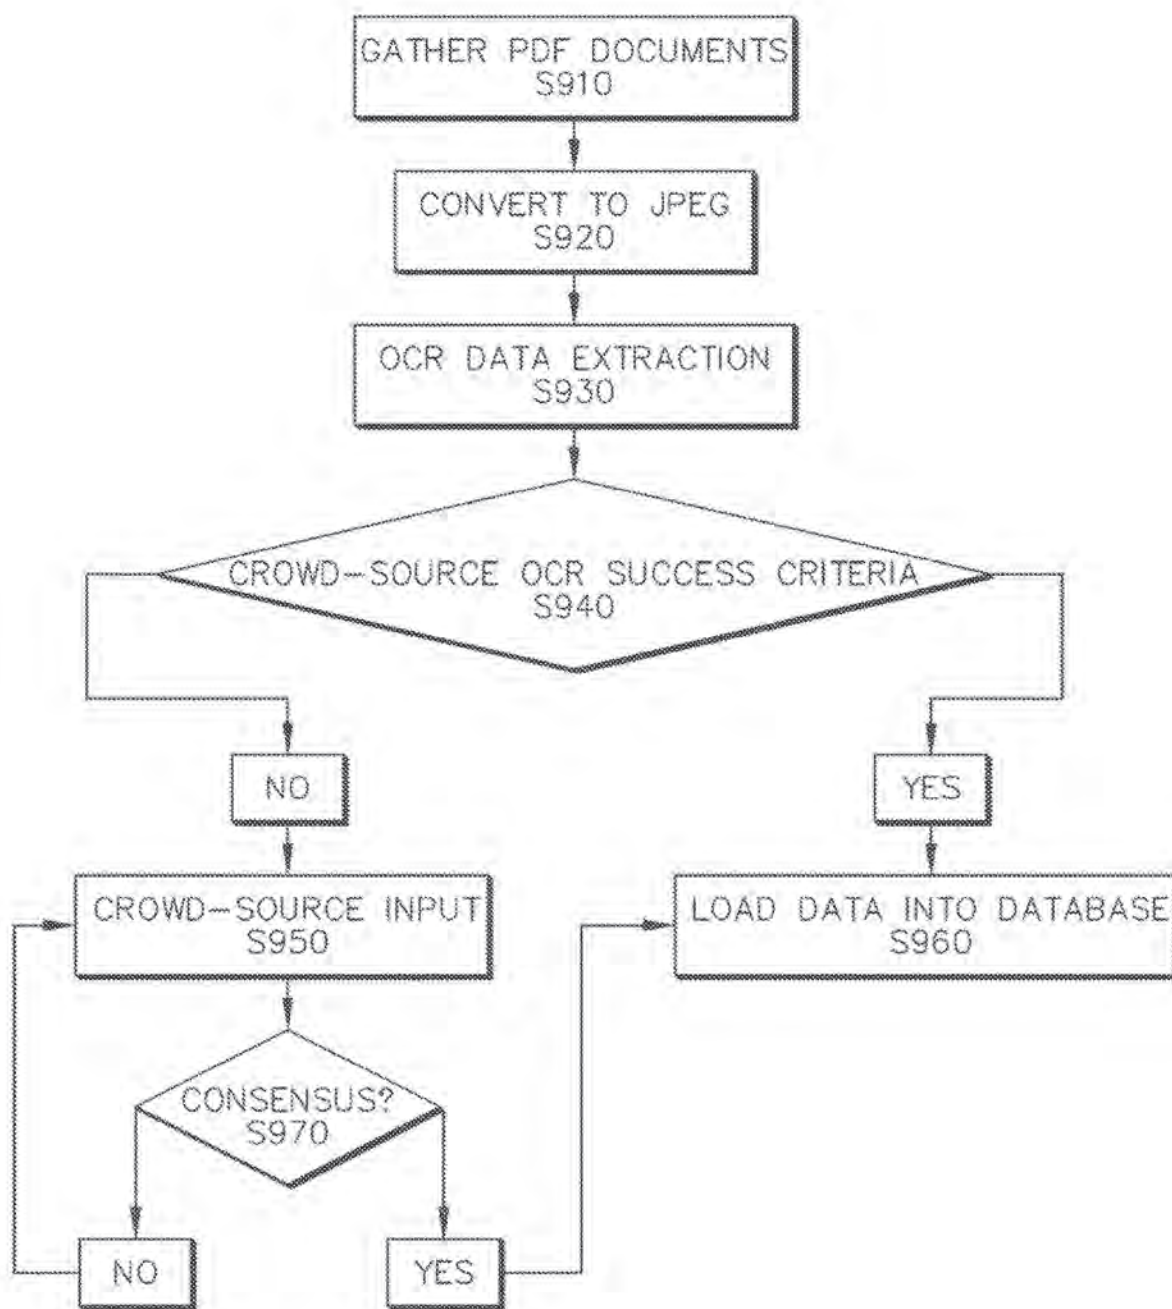 GATHER PDF DOCUMENTS
S910
CONVERT TO JPEG
S920
OCR DATA EXTRACTION
S930
CROWD-SOURCE OCR SUCCESS CRITERIA
S940
NO
YES
CROWD-SOURCE INPUT
S950
LOAD DATA INTO DATABASE
S960
CONSENSUS?
S970
NO
YES